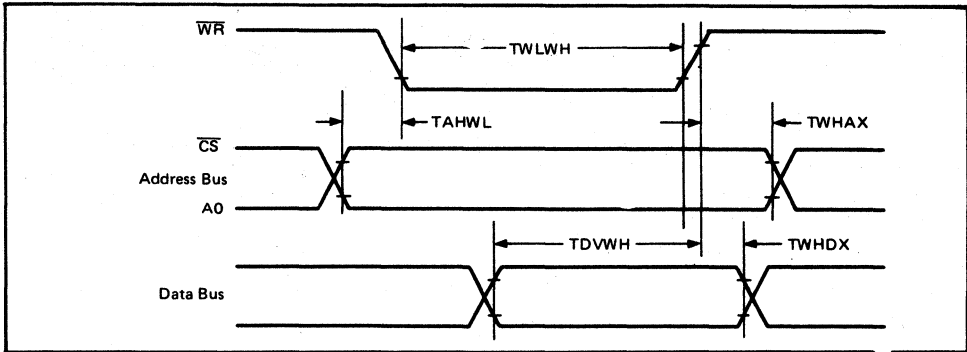 WR
TWLWH
TAHWL
TWHAX
CS
Address Bus
A0
TDVWH
TWHDX
Data Bus